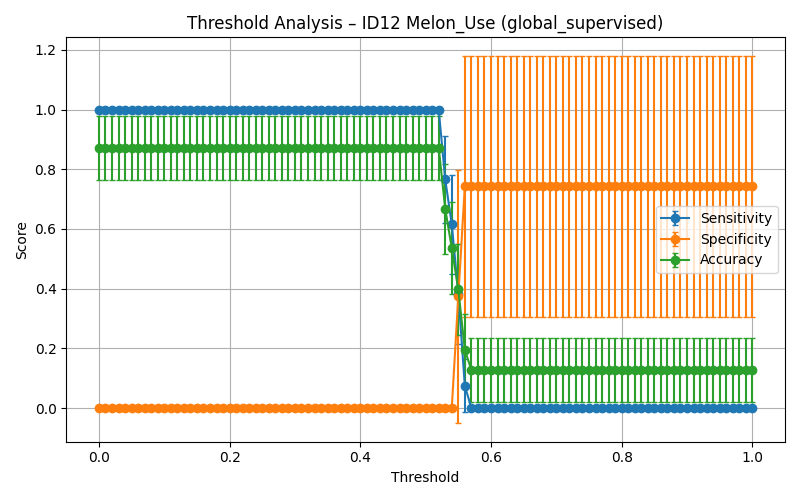 Threshold Analysis – ID12 Melon_Use (global_supervised)
1.2
1.0
0.8
0.6
0.4
0.2
0.0
Score
Sensitivity
Specificity
Accuracy
0.0 0.2 0.4 0.6 0.8 1.0
Threshold